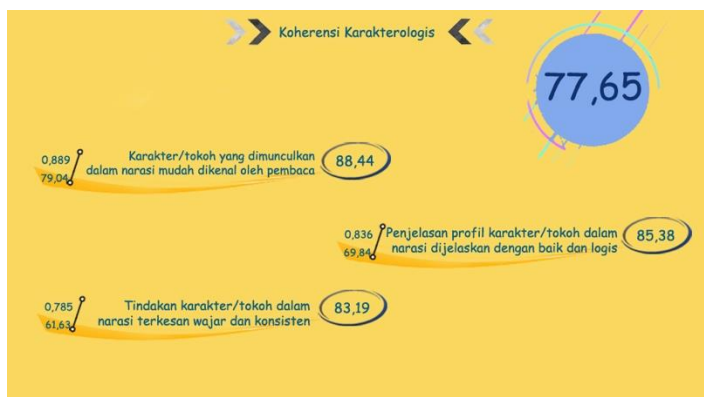 Koherensi Karakterologis
77,65
0,889
79,04
Karakter/tokoh yang dimunculkan
dalam narasi mudah dikenal oleh pembaca
88,44
0,836
69,84
Penjelasan profil karakter/tokoh dalam
narasi dijelaskan dengan baik dan logis
85,38
0,785
61,63
Tindakan karakter/tokoh dalam
narasi terkesan wajar dan konsisten
83,19